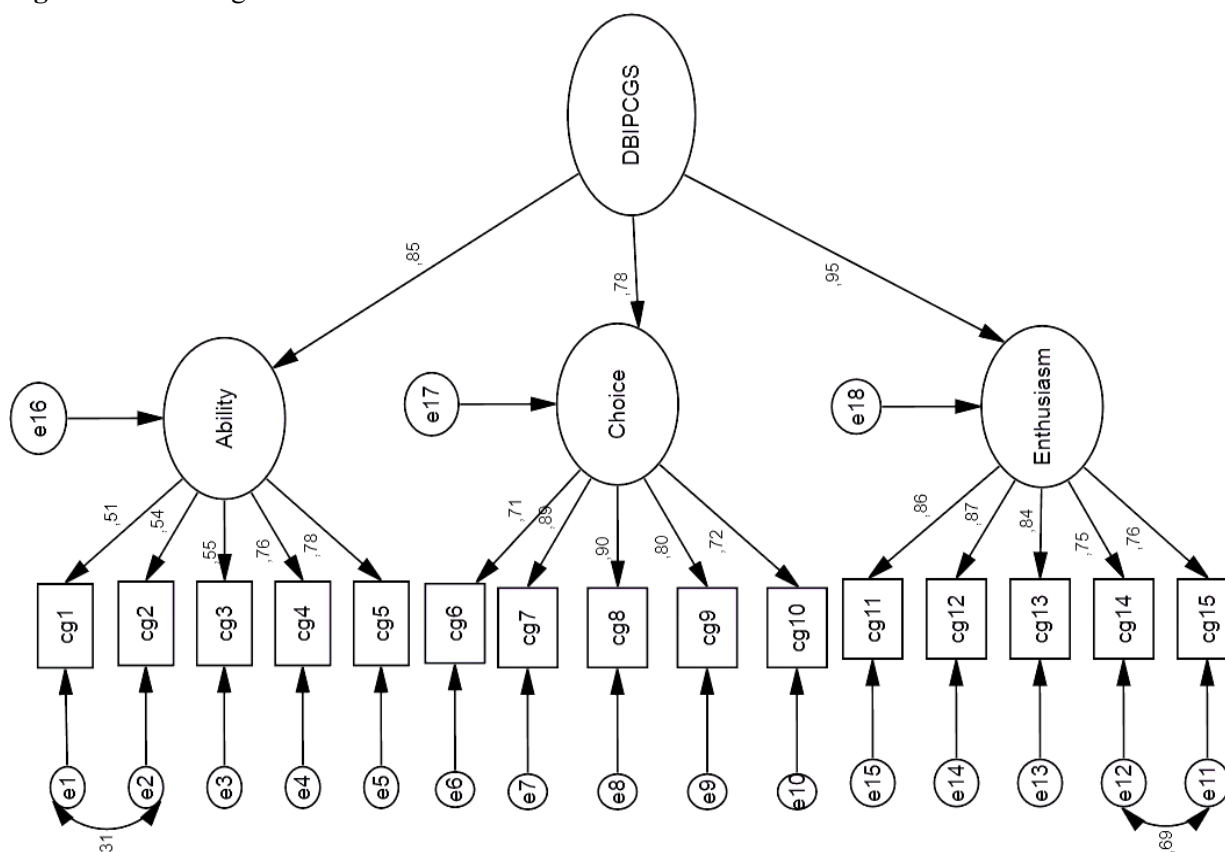 DBIPCGS
,85
,78
,95
e16
e17
e18
Ability
Choice
Enthusiasm
,51
,54
,55
,76
,78
,71
,89
,90
,80
,72
,86
,87
,84
,75
,76
cg1
cg2
cg3
cg4
cg5
cg6
cg7
cg8
cg9
cg10
cg11
cg12
cg13
cg14
cg15
e1
e2
e3
e4
e5
e6
e7
e8
e9
e10
e15
e14
e13
e12
e11
31
,69